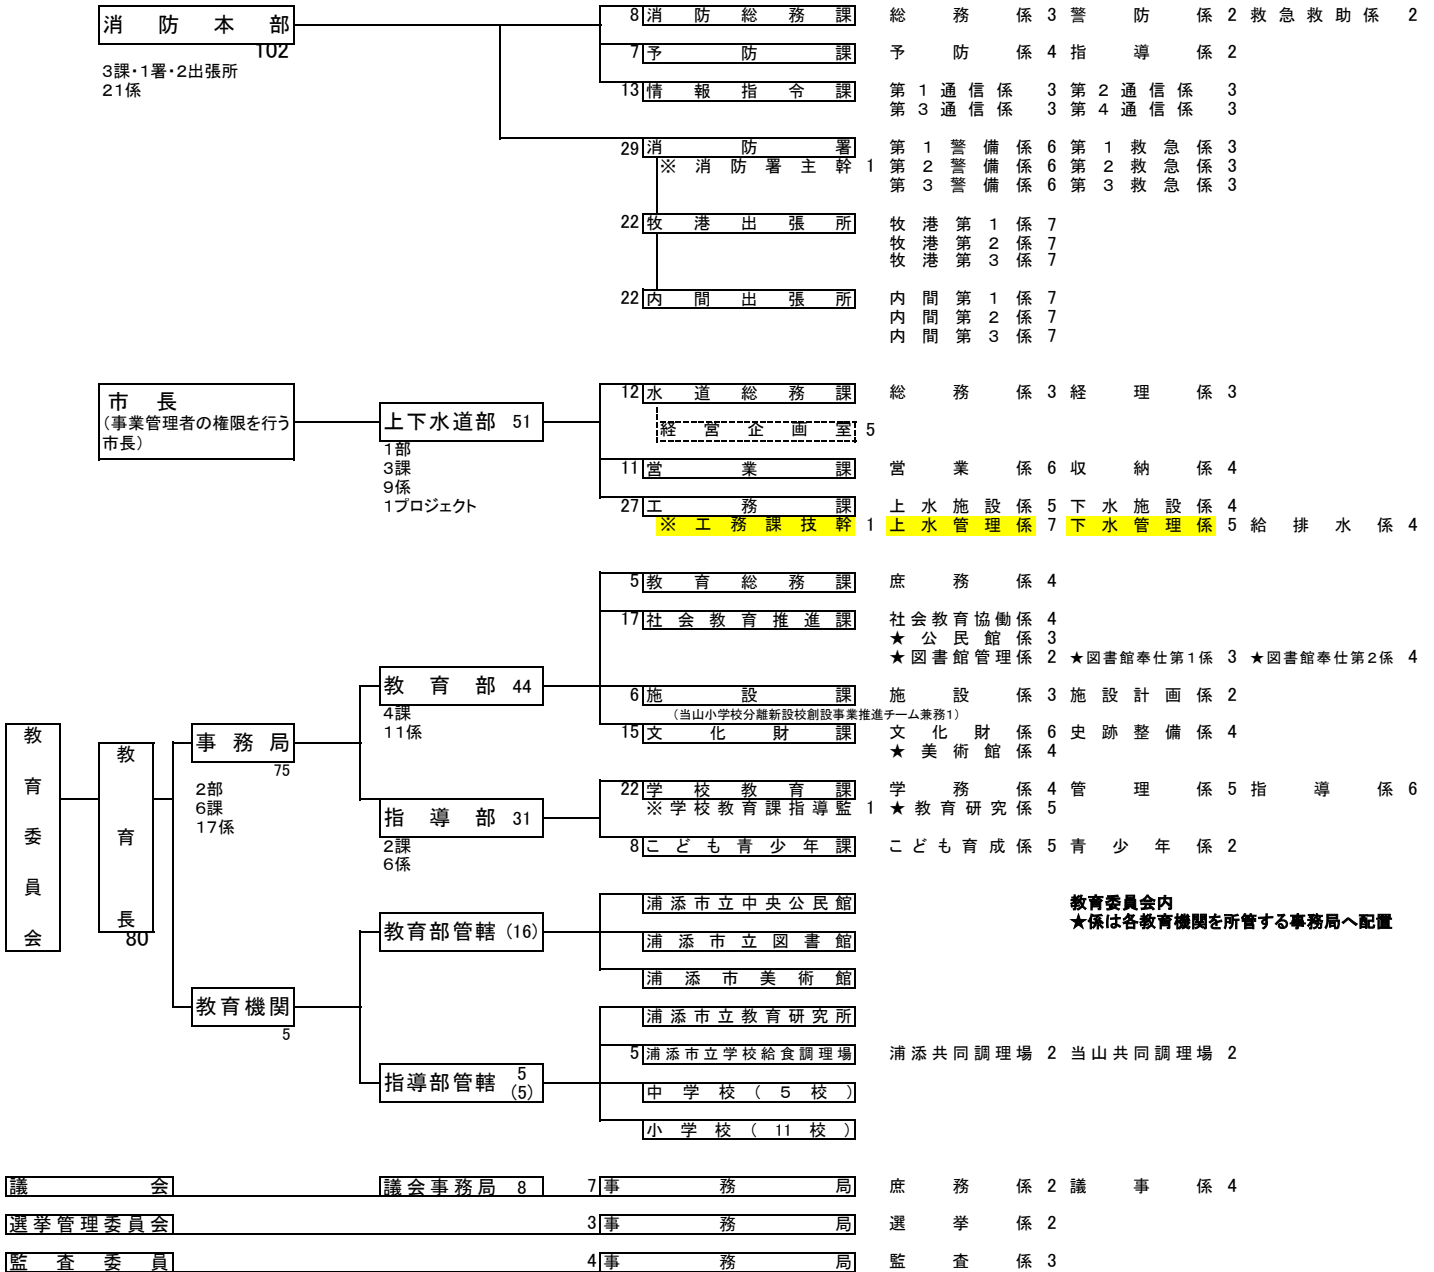 消防本部 8 消防総務課 総務係 3 警防係 2 救急救助係 2
102
7 予防課 予防係 4 指導係 2
3課・1署・2出張所
21係
13 情報指令課 第1通信係 3 第2通信係 3
第3通信係 3 第4通信係 3
29 消防署 第1警備係 6 第1救急係 3
※消防署主幹 1 第2警備係 6 第2救急係 3
第3警備係 6 第3救急係 3
22 牧港出張所 牧港第1係 7
牧港第2係 7
牧港第3係 7
22 内間出張所 内間第1係 7
内間第2係 7
内間第3係 7
市長
(事業管理者の権限を行う
市長)
上下水道部 51
1部
3課
9係
1プロジェクト
12 水道総務課 総務係 3 経理係 3
経営企画室 5
11 営業課 営業係 6 収納係 4
27 工務課 上水施設係 5 下水施設係 4
※工務課技幹 1 上水管理係 7 下水管理係 5 給排水係 4
教育委員会
教育長
80
事務局
75
2部
6課
17係
教育部 44
4課
11係
5 教育総務課 庶務係 4
17 社会教育推進課 社会教育協働係 4
★公民館係 3
★図書館管理係 2 ★図書館奉仕第1係 3 ★図書館奉仕第2係 4
6 施設課 施設係 3 施設計画係 2
(当山小学校分離新設校創設事業推進チーム兼務1)
15 文化財課 文化財係 6 史跡整備係 4
★美術館係 4
指導部 31
2課
6係
22 学校教育課 学務係 4 管理係 5 指導係 6
※学校教育課指導監 1 ★教育研究係 5
8 こども青少年課 こども育成係 5 青少年係 2
教育機関
5
教育部管轄 (16)
浦添市立中央公民館
浦添市立図書館
浦添市美術館
教育委員会内
★係は各教育機関を所管する事務局へ配置
指導部管轄 5
(5)
浦添市立教育研究所
5 浦添市立学校給食調理場 浦添共同調理場 2 当山共同調理場 2
中学校(5校)
小学校(11校)
議会 議会事務局 8 7 事務局 庶務係 2 議事係 4
選挙管理委員会 3 事務局 選挙係 2
監査委員 4 事務局 監査係 3